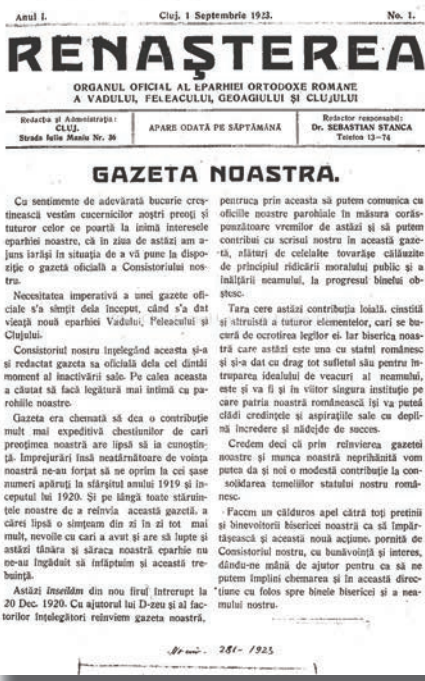 Anul I. Cluj, 1 Septembrie 1923. No. 1.
RENAŞTEREA
ORGANUL OFICIAL AL EPARHIEI ORTODOXE ROMÂNE
A VADULUI, FELEACULUI, GEOAGIULUI ŞI CLUJULUI
Redacţia şi Administraţia:
CLUJ.
Strada Iuliu Maniu Nr. 36
APARE ODATĂ PE SĂPTĂMÂNĂ
Redactor responsabil:
Dr. SEBASTIAN STANCA
Telefon 13–74
GAZETA NOASTRĂ.
Cu sentimente de adevărată bucurie creş-
tinească vestim cucernicilor noştri preoţi şi
tuturor celor ce poartă la inimă interesele
eparhiei noastre, că în ziua de astăzi am a-
juns iarăşi în situaţia de a vă pune la dispo-
ziţie o gazetă oficială a Consistoriului nos-
tru.
Necesitatea imperativă a unei gazete ofi-
ciale s'a simţit dela început, când s'a dat
vieaţă nouă eparhiei Vadului, Feleacului şi
Clujului.
Consistoriul nostru înţelegând aceasta şi-a
şi redactat gazeta sa oficială dela cel dintâi
moment al inactivării sale. Pe calea aceasta
a căutat să facă legătură mai intimă cu pa-
rohiile noastre.
Gazeta era chemată să dea o contribuţie
mult mai expeditivă chestiunilor de cari
preoţimea noastră are lipsă să ia cunoştin-
ţă. Imprejurări însă neatârnătoare de voinţa
noastră ne-au forţat să ne oprim la cei şase
numeri apăruţi la sfârşitul anului 1919 şi în-
ceputul lui 1920. Şi pe lângă toate stăruin-
ţele noastre de a reînvia această gazetă, a
cărei lipsă o simţeam din zi în zi tot mai
mult, nevoile cu cari a avut şi are să lupte şi
astăzi tânăra şi săraca noastră eparhie nu
ne-au îngăduit să înfăptuim şi această tre-
buinţă.
Astăzi înseilăm din nou firul întrerupt la
20 Dec. 1920. Cu ajutorul lui D-zeu şi al fac-
torilor înţelegători reînviem gazeta noastră,
pentruca prin aceasta să putem comunica cu
oficiile noastre parohiale în măsura corăs-
punzătoare vremilor de astăzi şi să putem
contribui cu scrisul nostru în această gaze-
tă, alături de celelalte tovarăşe călăuzite
de principiul ridicării moralului public şi a
înălţării neamului, la progresul binelui ob-
ştesc.
Ţara cere astăzi contribuţia loială, cinstită
şi altruistă a tuturor elementelor, cari se bu-
cură de ocrotirea legilor ei. Iar biserica noas-
tră care astăzi este una cu statul românesc
şi şi-a dat cu drag tot sufletul său pentru în-
truparea idealului de veacuri al neamului,
este şi va fi şi în viitor singura instituţie pe
care patria noastră românească îşi va putea
clădi credinţele şi aspiraţiile sale cu depli-
nă încredere şi nădejde de succes.
Credem deci că prin reînvierea gazetei
noastre şi munca noastră neprihănită vom
putea da şi noi o modestă contribuţie la con-
solidarea temeliilor statului nostru româ-
nesc.
Facem un călduros apel cătră toţi prietinii
şi binevoitorii bisericei noastră ca să împăr-
tăşească şi această nouă acţiune, pornită de
Consistoriul nostru, cu bunăvoinţă şi interes,
dându-ne mână de ajutor pentru ca să ne
putem împlini chemarea şi în această direc-
ţiune cu folos spre binele bisericei şi a nea-
mului nostru.
281–1923